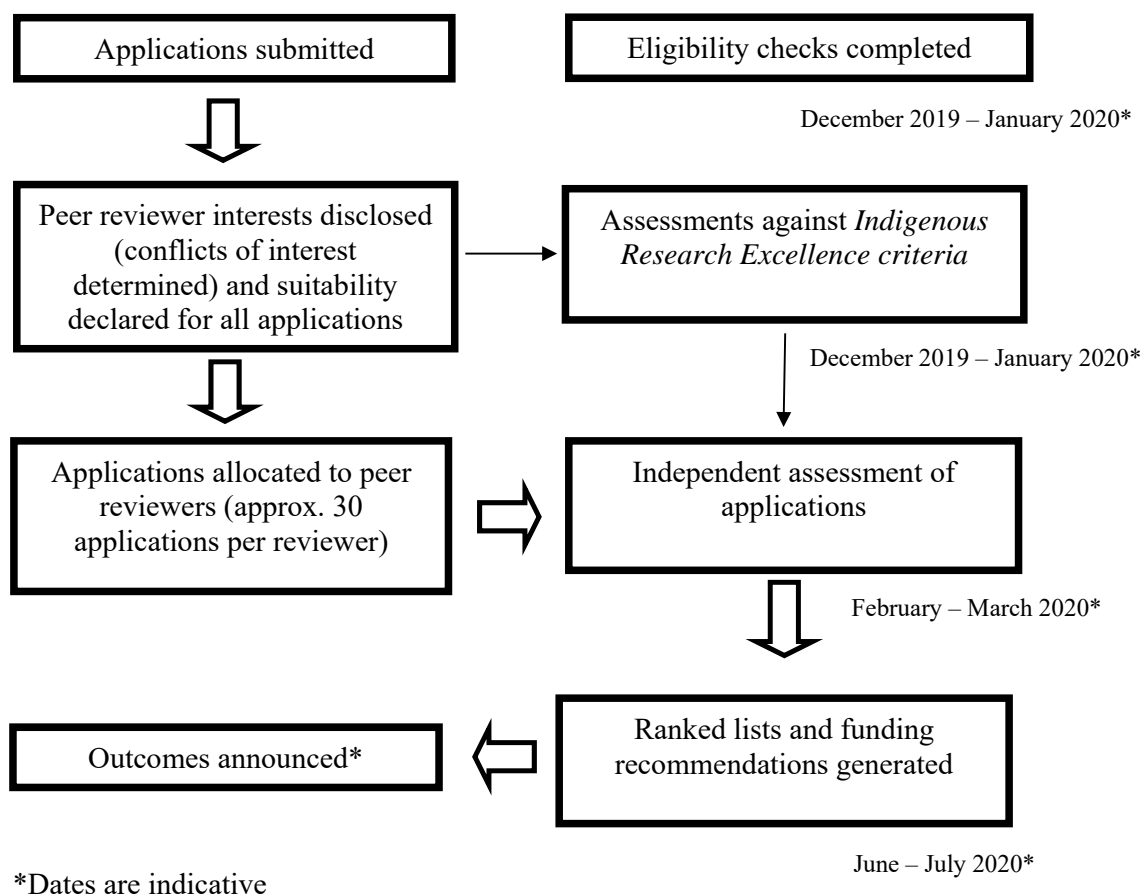 Applications submitted
Eligibility checks completed
December 2019 – January 2020*
Peer reviewer interests disclosed
(conflicts of interest
determined) and suitability
declared for all applications
Assessments against Indigenous
Research Excellence criteria
December 2019 – January 2020*
Applications allocated to peer
reviewers (approx. 30
applications per reviewer)
Independent assessment of
applications
February – March 2020*
Ranked lists and funding
recommendations generated
Outcomes announced*
June – July 2020*
*Dates are indicative